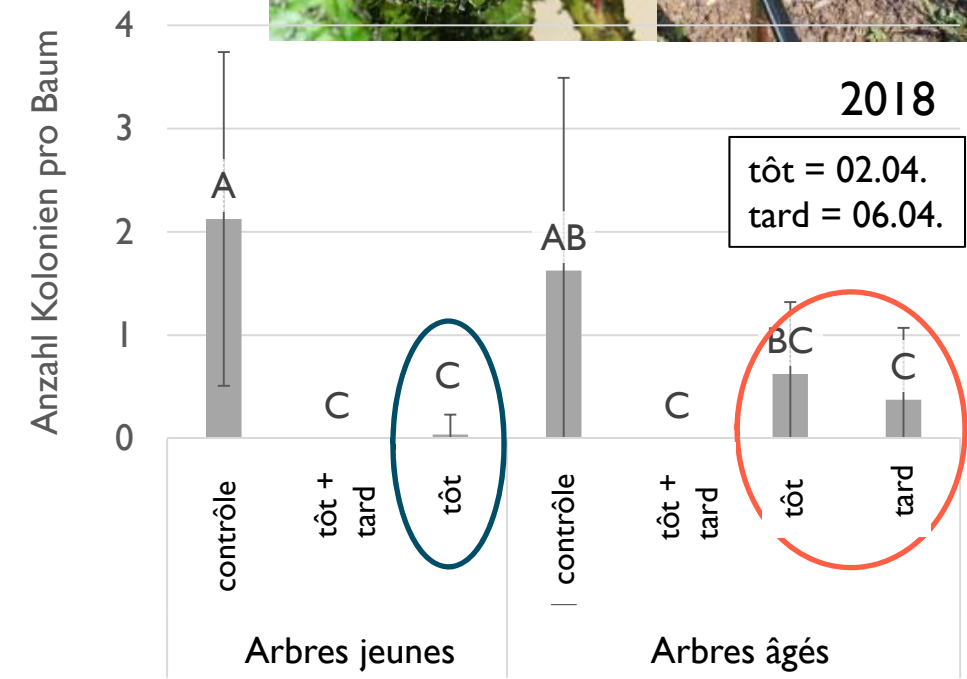 Anzahl Kolonien pro Baum
4
3
2
1
0
2018
tôt = 02.04.
tard = 06.04.
A
C
C
AB
C
BC
C
contrôle
tôt +
tard
tôt
contrôle
tôt +
tard
tôt
tard
Arbres jeunes
Arbres âgés